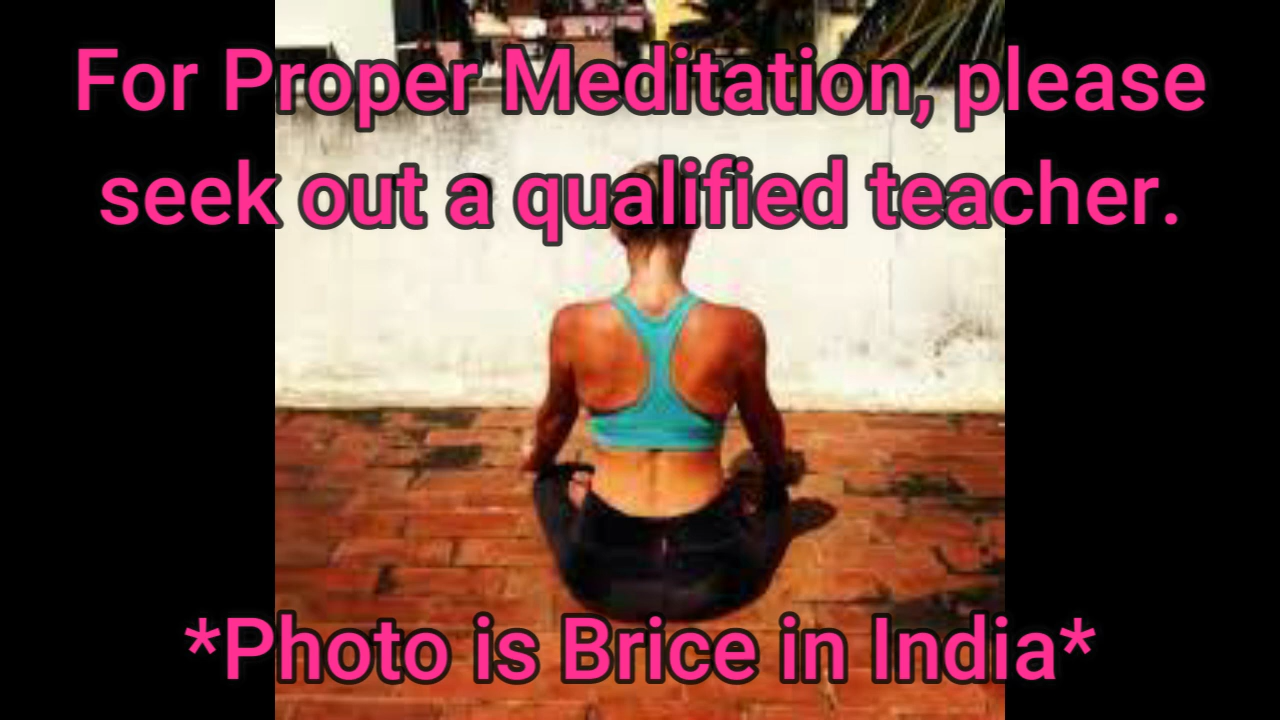 For Proper Meditation, please
seek out a qualified teacher.
*Photo is Brice in India*